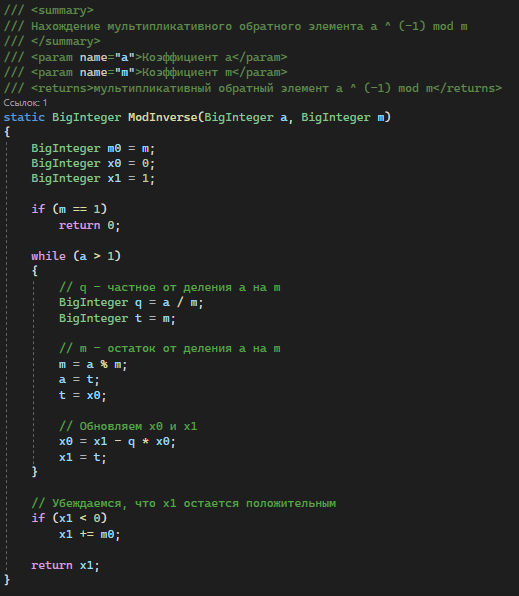 /// <summary>
/// Нахождение мультипликативного обратного элемента a ^ (-1) mod m
/// </summary>
/// <param name="a">Коэффициент a</param>
/// <param name="m">Коэффициент m</param>
/// <returns>мультипликативный обратный элемент a ^ (-1) mod m</returns>
Ссылок: 1
static BigInteger ModInverse(BigInteger a, BigInteger m)
{
    BigInteger m0 = m;
    BigInteger x0 = 0;
    BigInteger x1 = 1;

    if (m == 1)
        return 0;

    while (a > 1)
    {
        // q - частное от деления a на m
        BigInteger q = a / m;
        BigInteger t = m;

        // m - остаток от деления a на m
        m = a % m;
        a = t;
        t = x0;

        // Обновляем x0 и x1
        x0 = x1 - q * x0;
        x1 = t;
    }

    // Убеждаемся, что x1 остается положительным
    if (x1 < 0)
        x1 += m0;

    return x1;
}